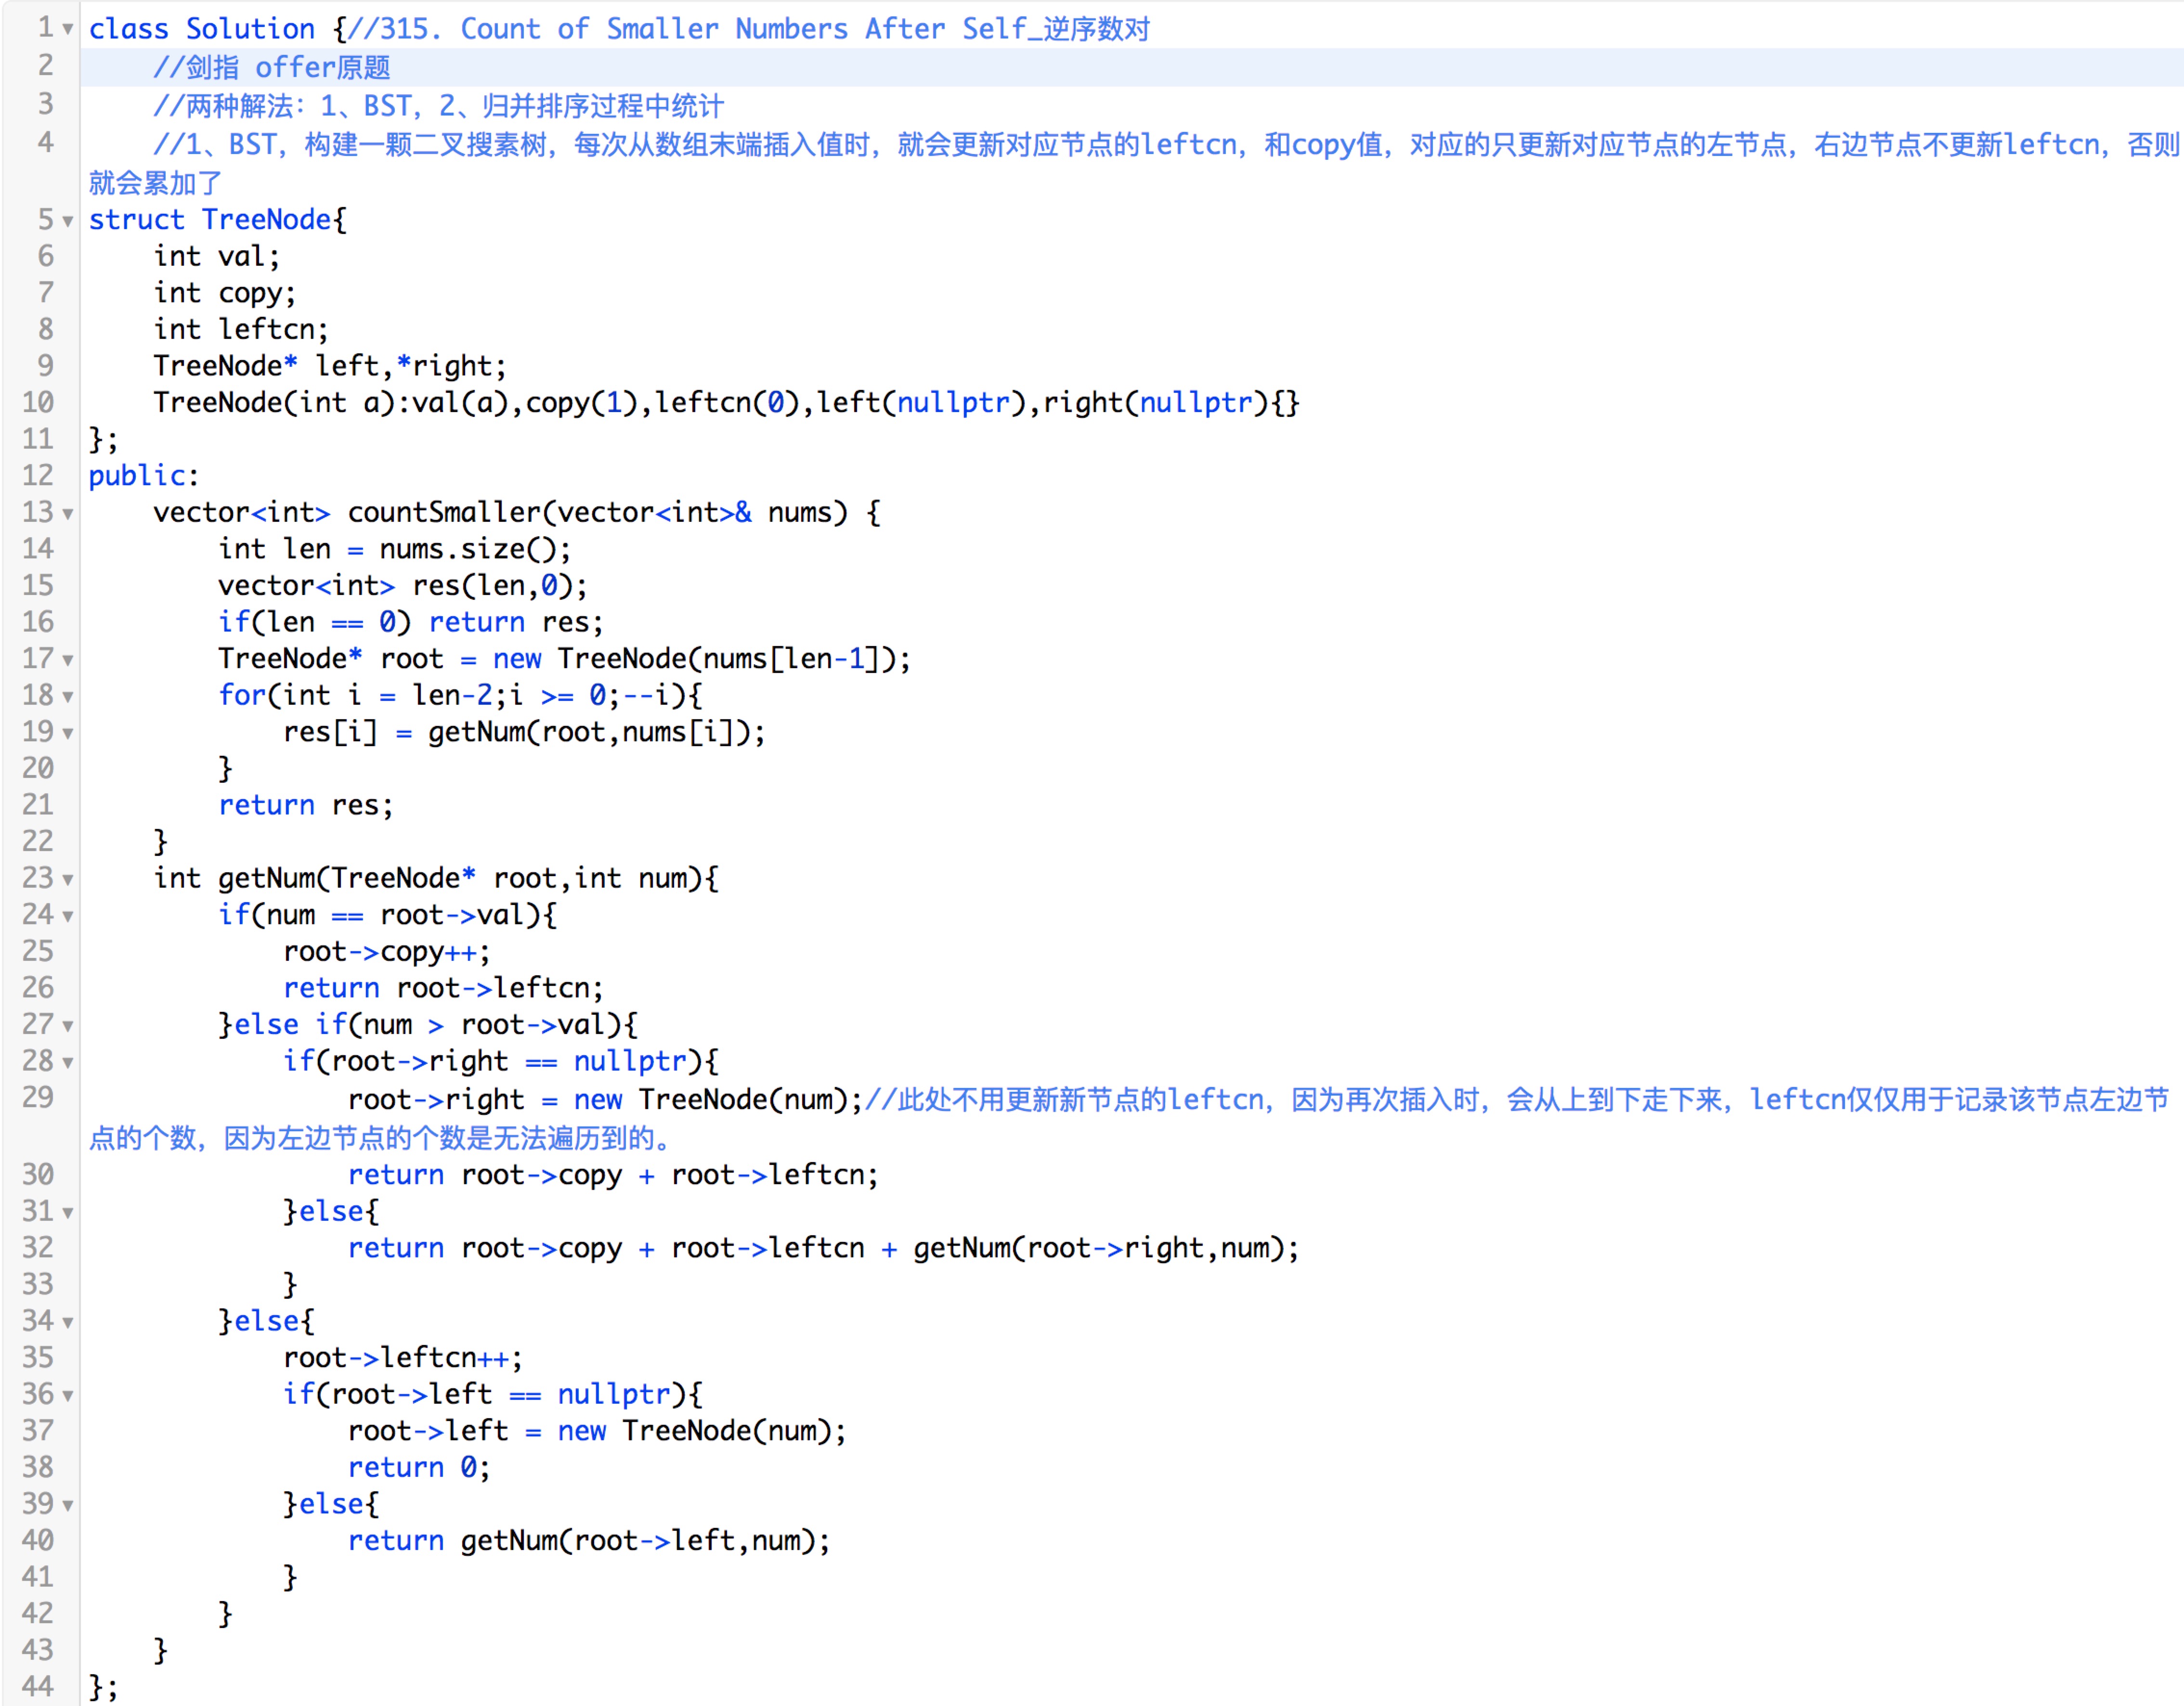 1 class Solution {//315. Count of Smaller Numbers After Self_逆序数对
2     //剑指 offer原题
3     //两种解法：1、BST，2、归并排序过程中统计
4     //1、BST，构建一颗二叉搜素树，每次从数组末端插入值时，就会更新对应节点的leftcn，和copy值，对应的只更新对应节点的左节点，右边节点不更新leftcn，否则
就会累加了
5 struct TreeNode{
6     int val;
7     int copy;
8     int leftcn;
9     TreeNode* left,*right;
10     TreeNode(int a):val(a),copy(1),leftcn(0),left(nullptr),right(nullptr){}
11 };
12 public:
13     vector<int> countSmaller(vector<int>& nums) {
14         int len = nums.size();
15         vector<int> res(len,0);
16         if(len == 0) return res;
17         TreeNode* root = new TreeNode(nums[len-1]);
18         for(int i = len-2;i >= 0;--i){
19             res[i] = getNum(root,nums[i]);
20         }
21         return res;
22     }
23     int getNum(TreeNode* root,int num){
24         if(num == root->val){
25             root->copy++;
26             return root->leftcn;
27         }else if(num > root->val){
28             if(root->right == nullptr){
29                 root->right = new TreeNode(num);//此处不用更新新节点的leftcn，因为再次插入时，会从上到下走下来，leftcn仅仅用于记录该节点左边节
点的个数，因为左边节点的个数是无法遍历到的。
30                 return root->copy + root->leftcn;
31             }else{
32                 return root->copy + root->leftcn + getNum(root->right,num);
33             }
34         }else{
35             root->leftcn++;
36             if(root->left == nullptr){
37                 root->left = new TreeNode(num);
38                 return 0;
39             }else{
40                 return getNum(root->left,num);
41             }
42         }
43     }
44 };